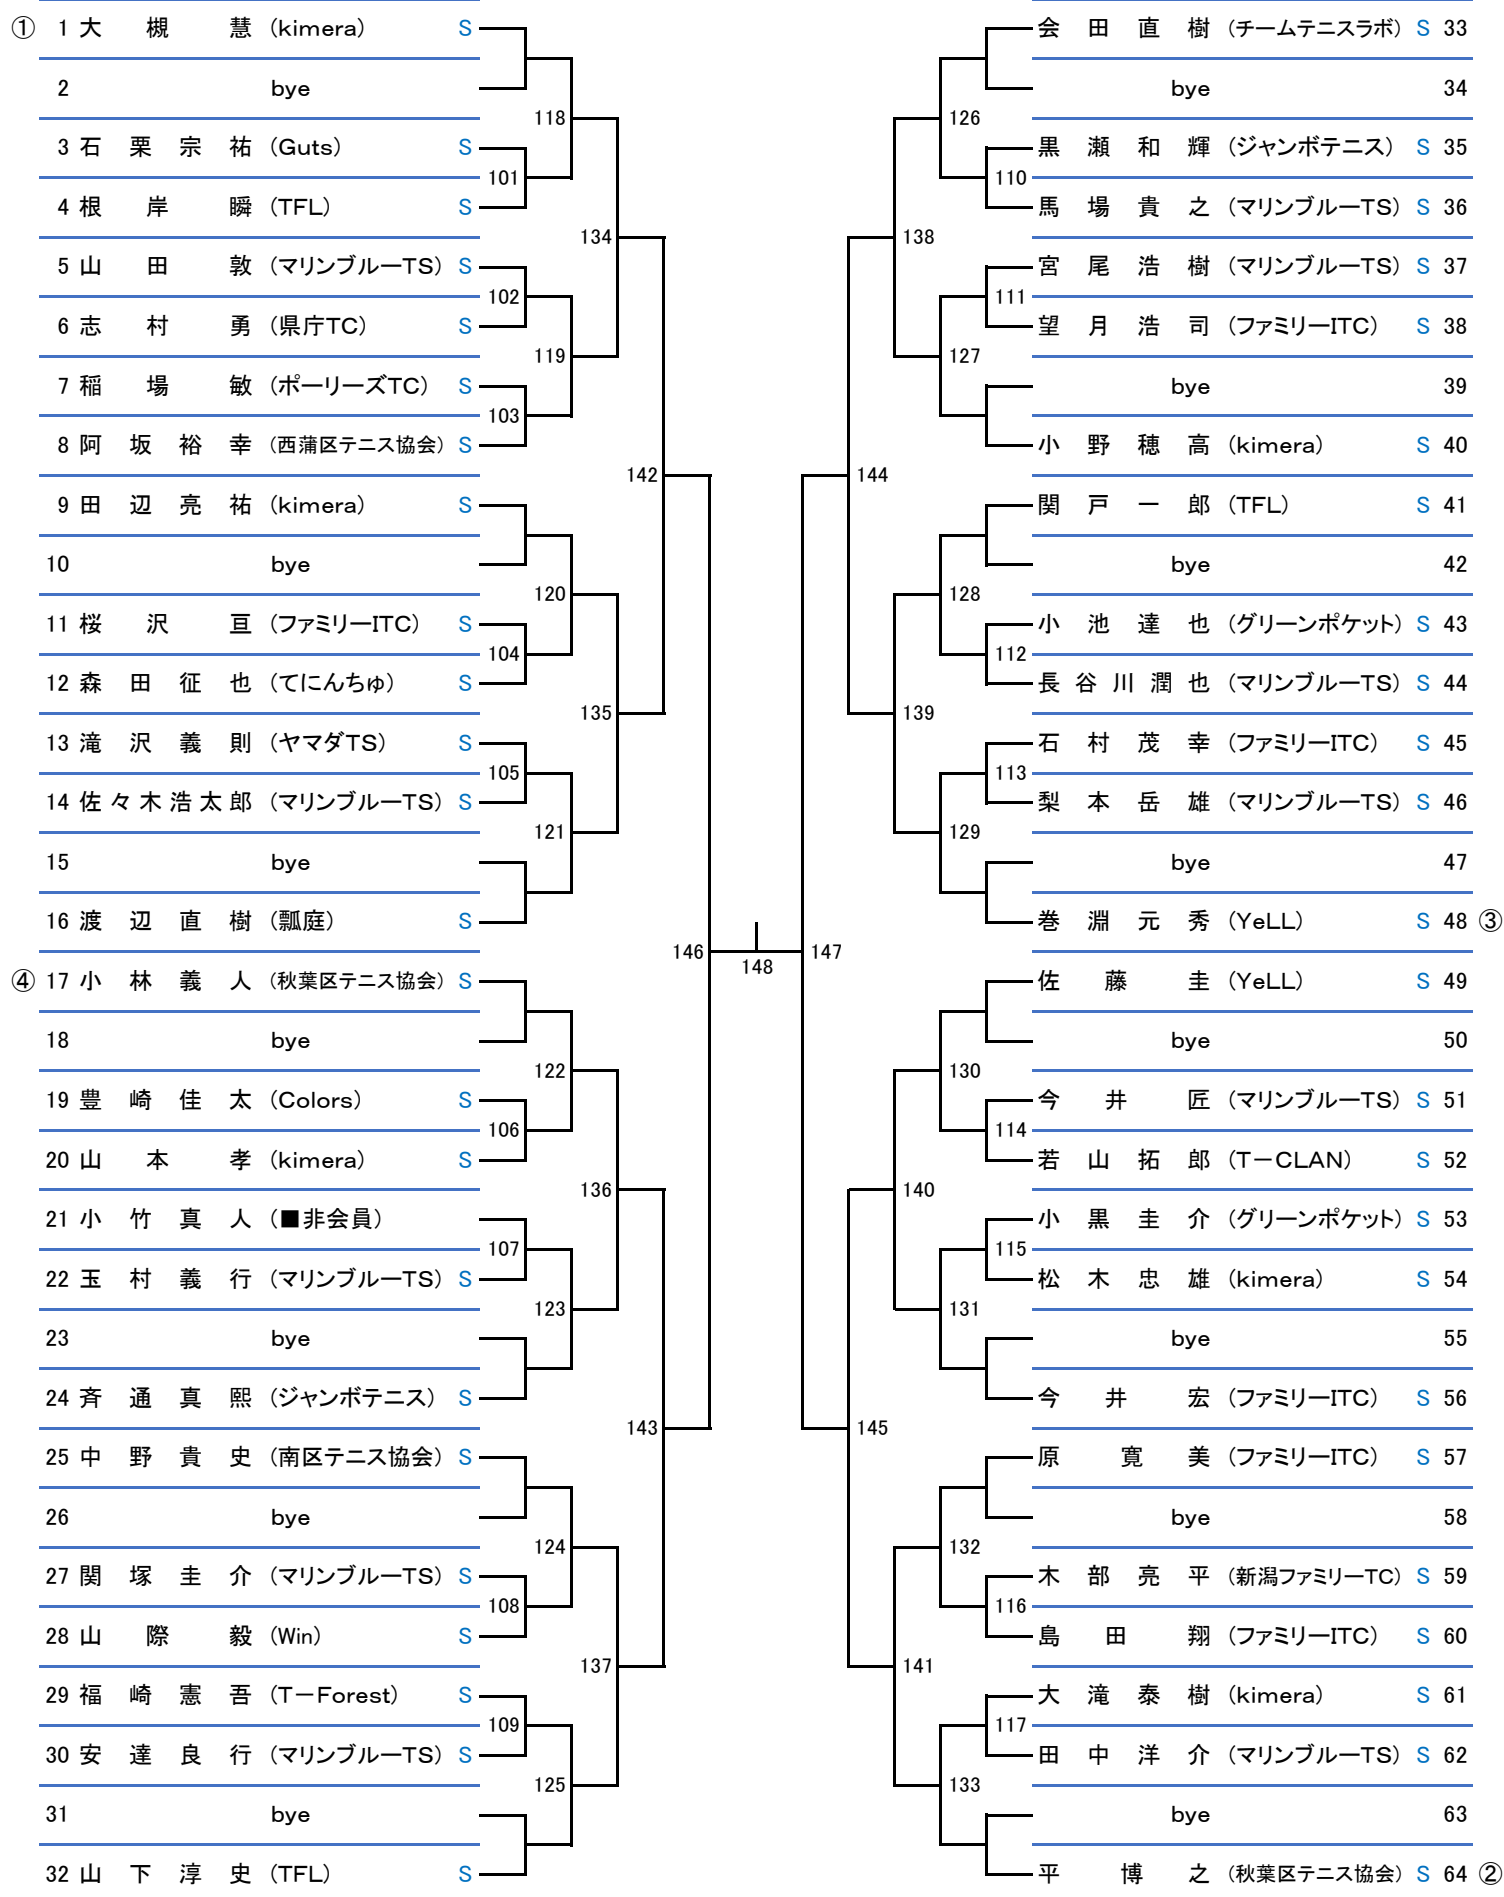 ① 1 大槻慧 (kimera) S
2 bye
118
3 石栗宗祐 (Guts) S
101
4 根岸瞬 (TFL) S
134
5 山田敦 (マリンブルーTS) S
102
6 志村勇 (県庁TC) S
119
7 稲場敏 (ポーリーズTC) S
103
8 阿坂裕幸 (西蒲区テニス協会) S
142
9 田辺亮祐 (kimera) S
10 bye
120
11 桜沢亘 (ファミリーITC) S
104
12 森田征也 (てにんちゅ) S
135
13 滝沢義則 (ヤマダTS) S
105
14 佐々木浩太郎 (マリンブルーTS) S
121
15 bye
16 渡辺直樹 (瓢庭) S
146
④ 17 小林義人 (秋葉区テニス協会) S
18 bye
122
19 豊崎佳太 (Colors) S
106
20 山本孝 (kimera) S
136
21 小竹真人 (■非会員)
107
22 玉村義行 (マリンブルーTS) S
123
23 bye
24 斉通真熙 (ジャンボテニス) S
143
25 中野貴史 (南区テニス協会) S
26 bye
124
27 関塚圭介 (マリンブルーTS) S
108
28 山際毅 (Win) S
137
29 福崎憲吾 (T－Forest) S
109
30 安達良行 (マリンブルーTS) S
125
31 bye
32 山下淳史 (TFL) S
148
会田直樹 (チームテニスラボ) S 33
bye 34
126
黒瀬和輝 (ジャンボテニス) S 35
110
馬場貴之 (マリンブルーTS) S 36
138
宮尾浩樹 (マリンブルーTS) S 37
111
望月浩司 (ファミリーITC) S 38
127
bye 39
小野穂高 (kimera) S 40
144
関戸一郎 (TFL) S 41
bye 42
128
小池達也 (グリーンポケット) S 43
112
長谷川潤也 (マリンブルーTS) S 44
139
石村茂幸 (ファミリーITC) S 45
113
梨本岳雄 (マリンブルーTS) S 46
129
bye 47
巻淵元秀 (YeLL) S 48 ③
147
佐藤圭 (YeLL) S 49
bye 50
130
今井匠 (マリンブルーTS) S 51
114
若山拓郎 (T－CLAN) S 52
140
小黒圭介 (グリーンポケット) S 53
115
松木忠雄 (kimera) S 54
131
bye 55
今井宏 (ファミリーITC) S 56
145
原寛美 (ファミリーITC) S 57
bye 58
132
木部亮平 (新潟ファミリーTC) S 59
116
島田翔 (ファミリーITC) S 60
141
大滝泰樹 (kimera) S 61
117
田中洋介 (マリンブルーTS) S 62
133
bye 63
平博之 (秋葉区テニス協会) S 64 ②